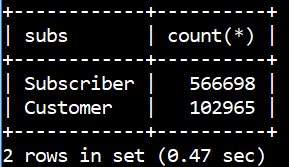 +------------+----------+
| subs       | count(*) |
+------------+----------+
| Subscriber |   566698 |
| Customer   |   102965 |
+------------+----------+
2 rows in set (0.47 sec)